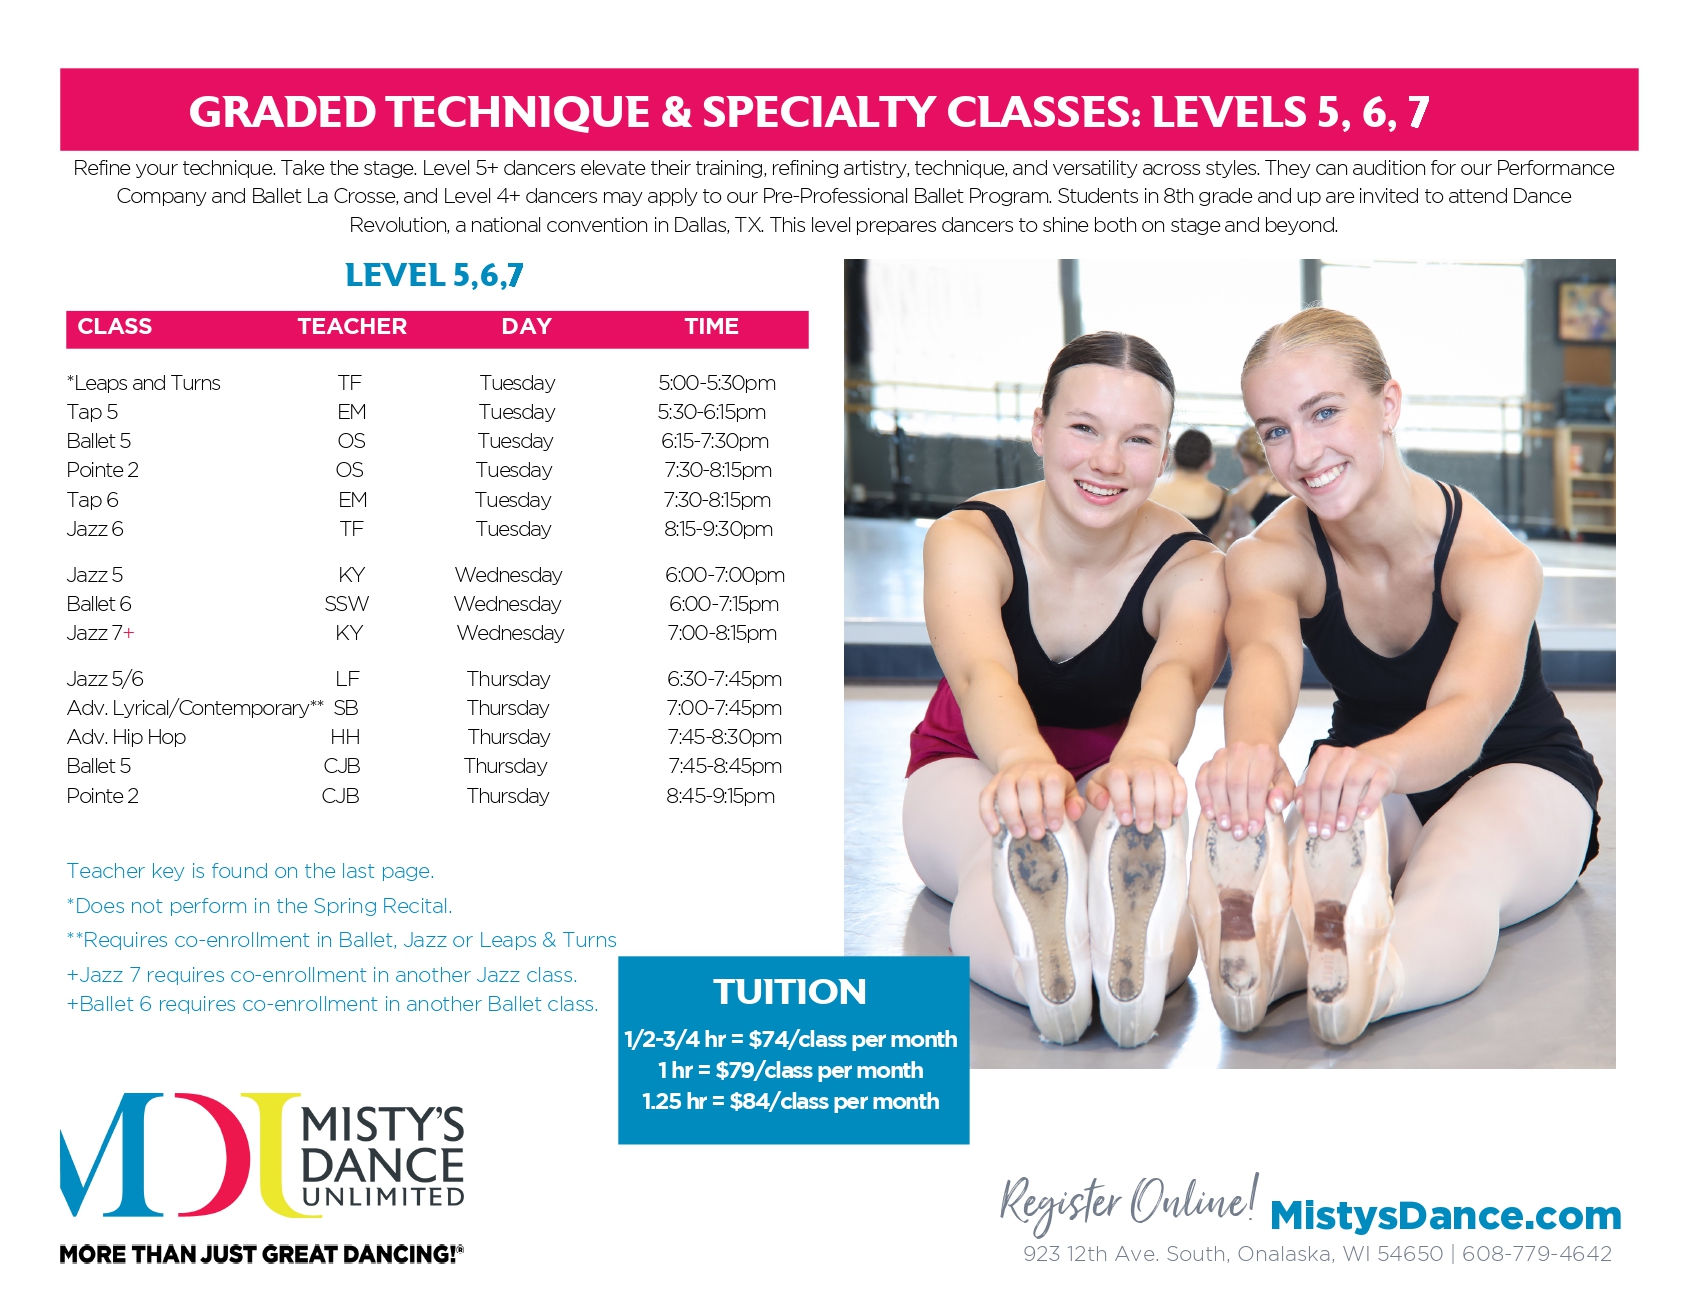 GRADED TECHNIQUE & SPECIALTY CLASSES: LEVELS 5, 6, 7
Refine your technique. Take the stage. Level 5+ dancers elevate their training, refining artistry, technique, and versatility across styles. They can audition for our Performance
Company and Ballet La Crosse, and Level 4+ dancers may apply to our Pre-Professional Ballet Program. Students in 8th grade and up are invited to attend Dance
Revolution, a national convention in Dallas, TX. This level prepares dancers to shine both on stage and beyond.
LEVEL 5,6,7
CLASS TEACHER DAY TIME
*Leaps and Turns TF Tuesday 5:00-5:30pm
Tap 5 EM Tuesday 5:30-6:15pm
Ballet 5 OS Tuesday 6:15-7:30pm
Pointe 2 OS Tuesday 7:30-8:15pm
Tap 6 EM Tuesday 7:30-8:15pm
Jazz 6 TF Tuesday 8:15-9:30pm
Jazz 5 KY Wednesday 6:00-7:00pm
Ballet 6 SSW Wednesday 6:00-7:15pm
Jazz 7+ KY Wednesday 7:00-8:15pm
Jazz 5/6 LF Thursday 6:30-7:45pm
Adv. Lyrical/Contemporary** SB Thursday 7:00-7:45pm
Adv. Hip Hop HH Thursday 7:45-8:30pm
Ballet 5 CJB Thursday 7:45-8:45pm
Pointe 2 CJB Thursday 8:45-9:15pm
Teacher key is found on the last page.
*Does not perform in the Spring Recital.
**Requires co-enrollment in Ballet, Jazz or Leaps & Turns
+Jazz 7 requires co-enrollment in another Jazz class.
+Ballet 6 requires co-enrollment in another Ballet class.
TUITION
1/2-3/4 hr = $74/class per month
1 hr = $79/class per month
1.25 hr = $84/class per month
MDU
MISTY'S
DANCE
UNLIMITED
MORE THAN JUST GREAT DANCING!®
Register Online! MistysDance.com
923 12th Ave. South, Onalaska, WI 54650 | 608-779-4642